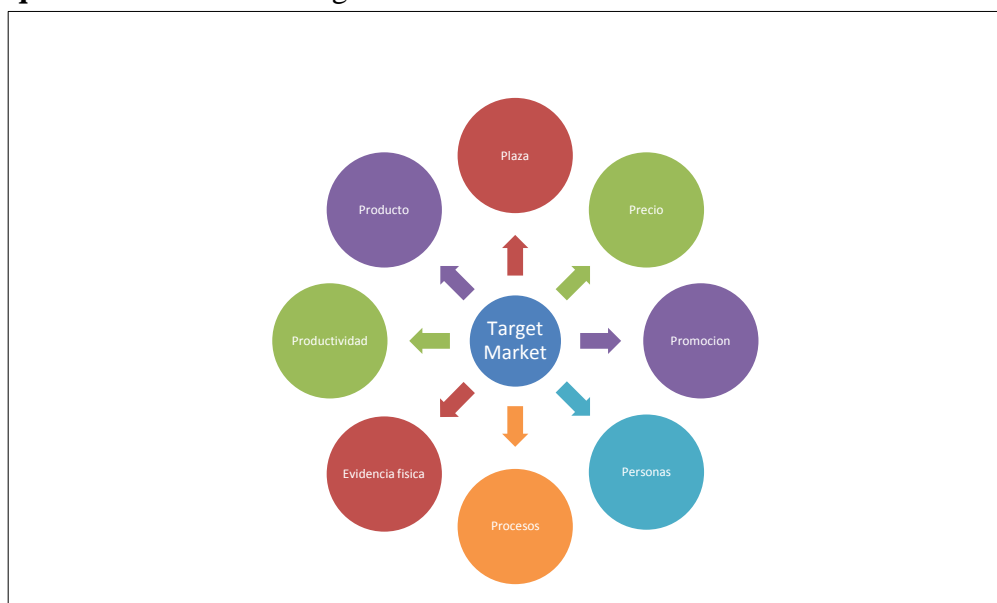 Plaza
Producto
Precio
Target
Market
Productividad
Promocion
Evidencia fisica
Personas
Procesos